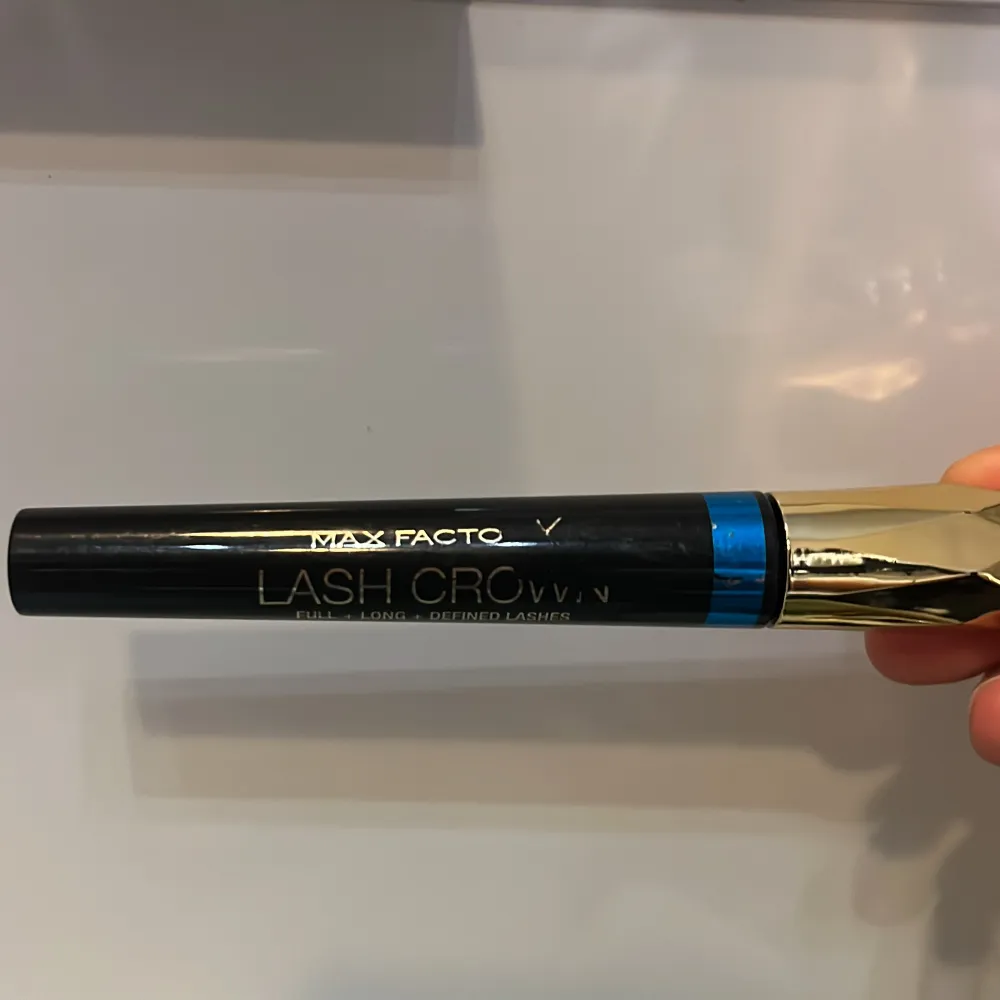 MAX FACTO
LASH CROWN
FULL + LONG + DEFINED LASHES